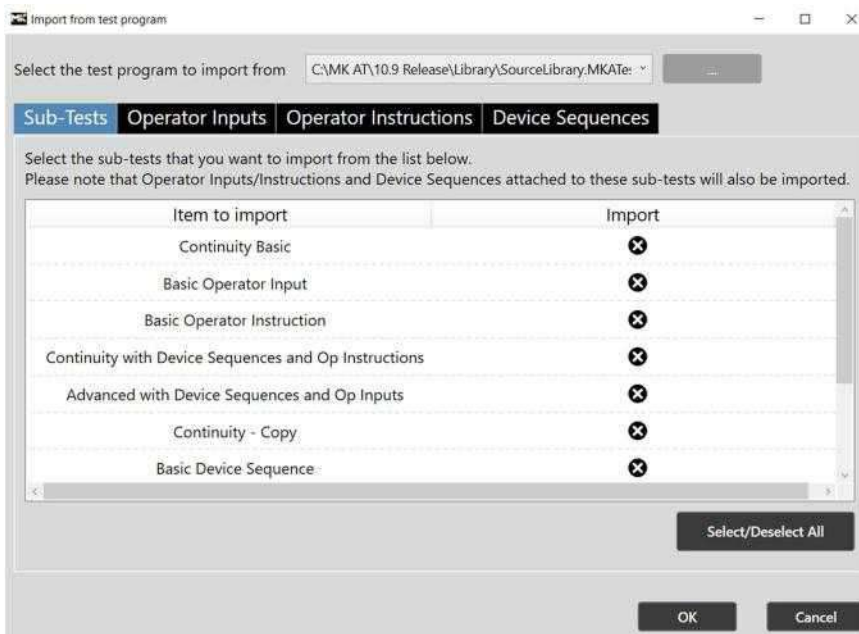 Import from test program
Select the test program to import from C:\MK AT\10.9 Release\Library\SourceLibrary.MKATe: ...
Sub-Tests Operator Inputs Operator Instructions Device Sequences
Select the sub-tests that you want to import from the list below.
Please note that Operator Inputs/Instructions and Device Sequences attached to these sub-tests will also be imported.
Item to import Import
Continuity Basic
Basic Operator Input
Basic Operator Instruction
Continuity with Device Sequences and Op Instructions
Advanced with Device Sequences and Op Inputs
Continuity - Copy
Basic Device Sequence
Select/Deselect All
OK Cancel